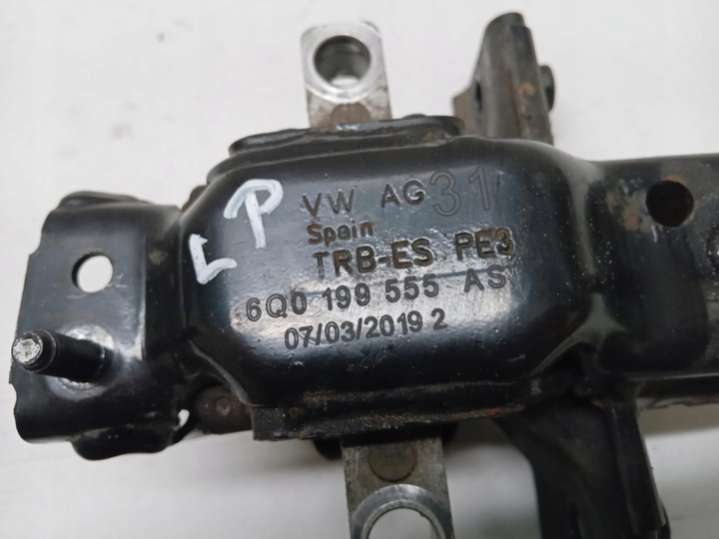 LP
VW AG 31
Spain
TRB-ES PE3
6Q0 199 555 AS
07/03/2019 2